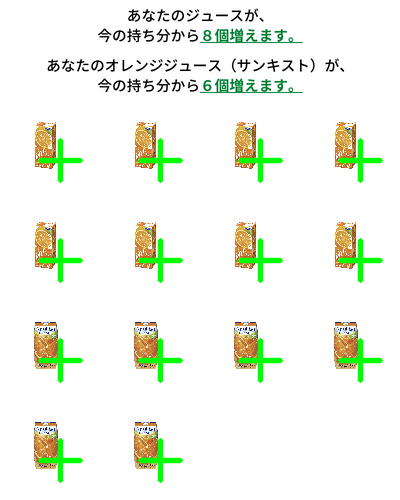 あなたのジュースが、
今の持ち分から８個増えます。
あなたのオレンジジュース（サンキスト）が、
今の持ち分から６個増えます。